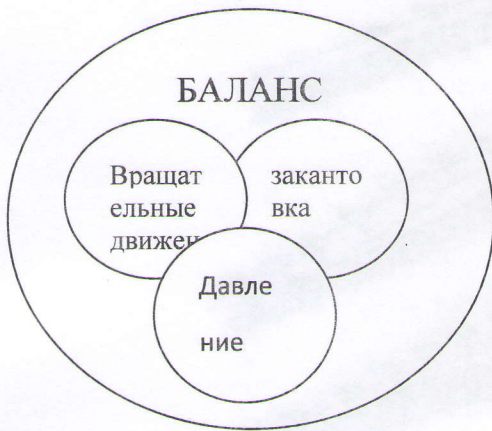 БАЛАНС
Вращат
ельные
движен
заканто
вка
Давле
ние